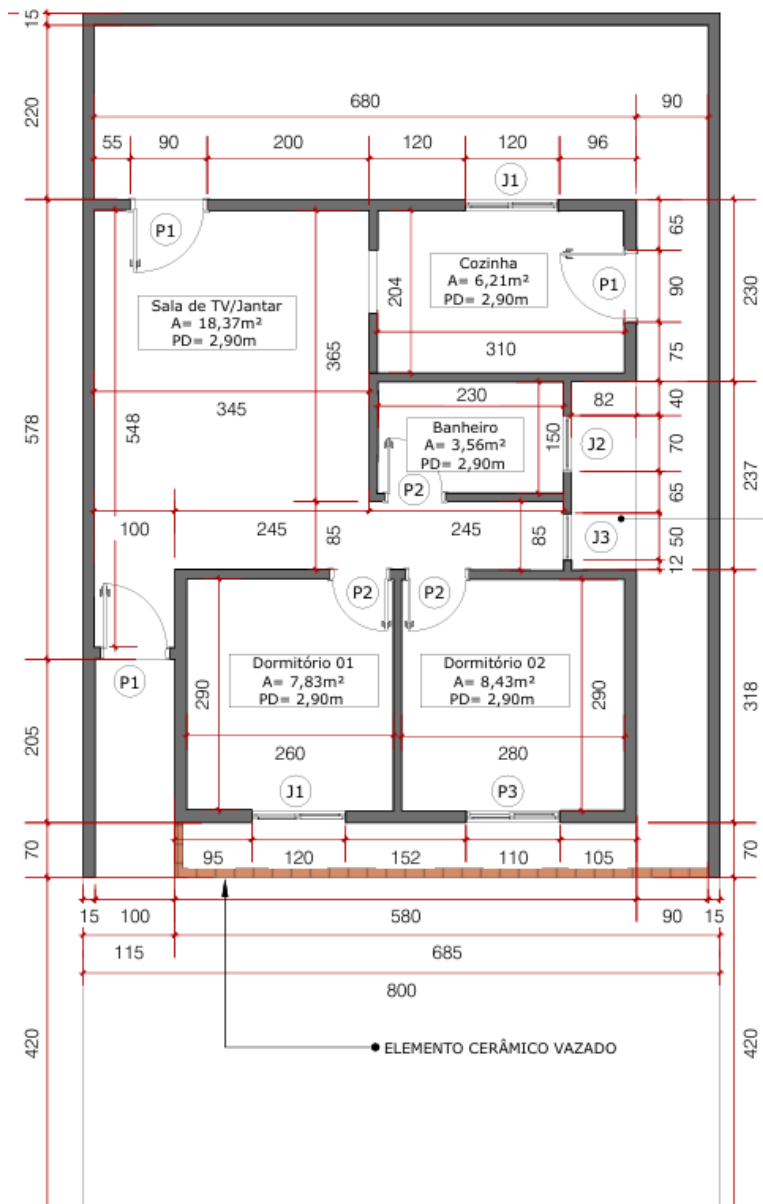 15
220
680
90
55
90
200
120
120
96
J1
P1
Cozinha
A= 6,21m²
PD= 2,90m
P1
65
90
75
230
204
310
Sala de TV/Jantar
A= 18,37m²
PD= 2,90m
365
345
548
578
230
82
40
Banheiro
A= 3,56m²
PD= 2,90m
150
J2
70
237
P2
65
100
245
85
245
85
J3
50
12
P2
P2
P1
Dormitório 01
A= 7,83m²
PD= 2,90m
Dormitório 02
A= 8,43m²
PD= 2,90m
290
290
318
205
260
280
J1
P3
70
95
120
152
110
105
70
15
100
580
90
15
115
685
800
420
ELEMENTO CERÂMICO VAZADO
420